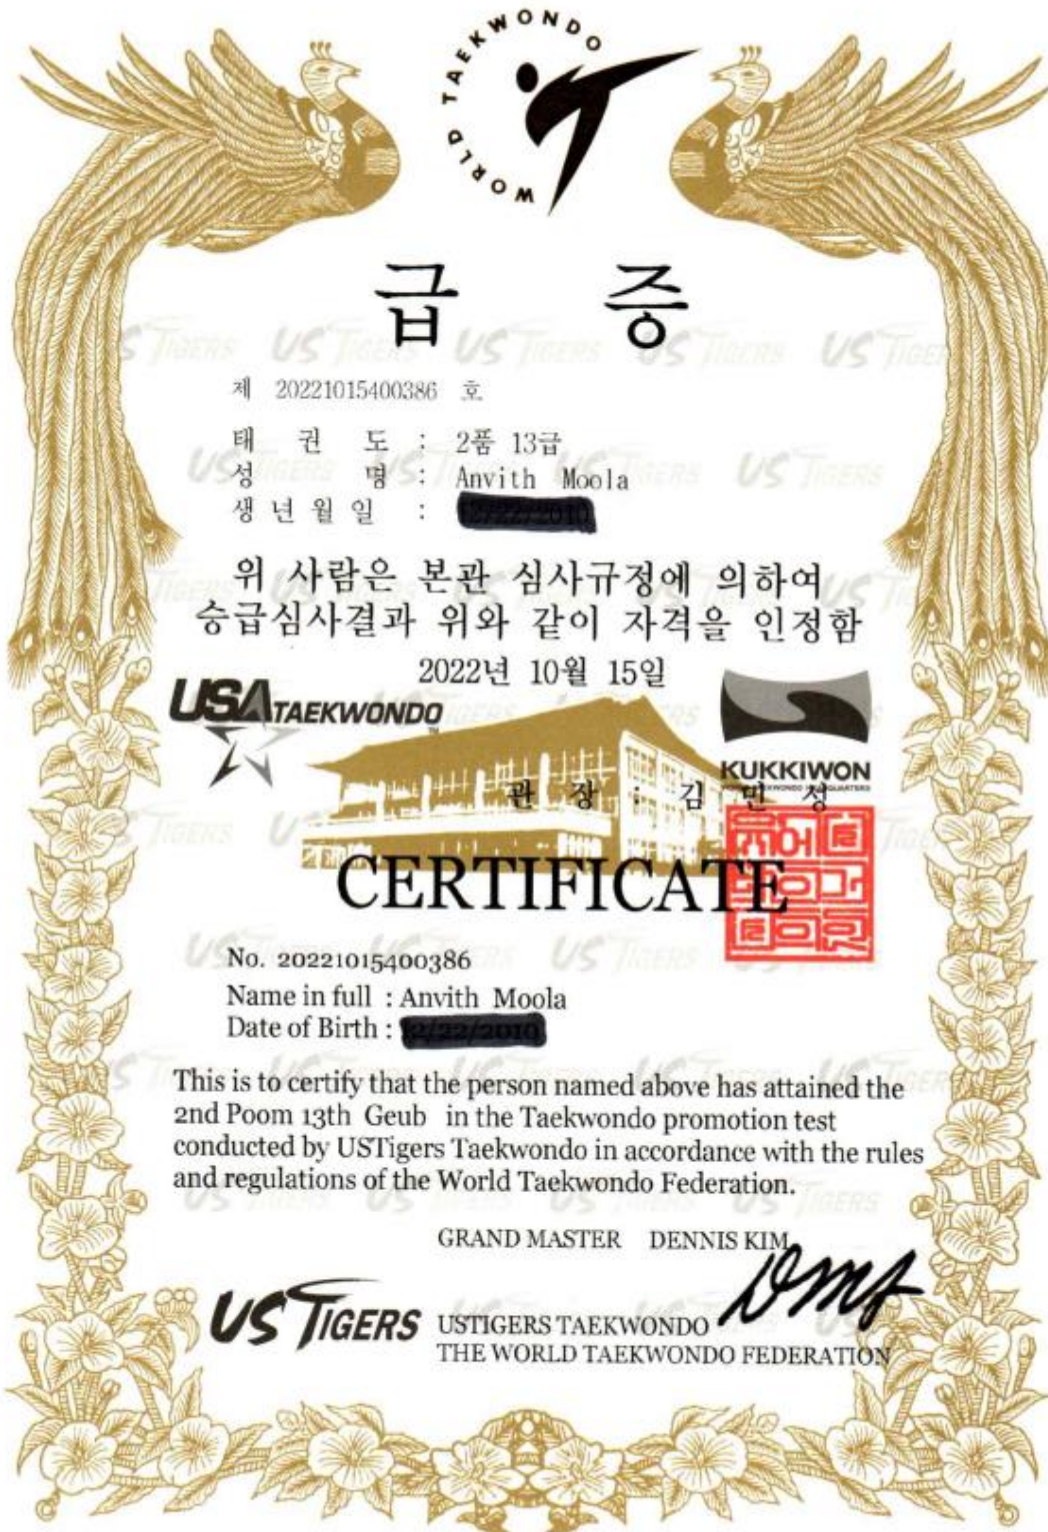 WORLD TAEKWONDO
급 증
제 20221015400386 호
태 권 도 : 2품 13급
성 명 : Anvith Moola
생 년 월 일 :
위 사람은 본관 심사규정에 의하여
승급심사결과 위와 같이 자격을 인정함
2022년 10월 15일
USA TAEKWONDO
KUKKIWON
관 장 : 김 민 성
CERTIFICATE
No. 20221015400386
Name in full : Anvith Moola
Date of Birth :
This is to certify that the person named above has attained the
2nd Poom 13th Geub in the Taekwondo promotion test
conducted by USTigers Taekwondo in accordance with the rules
and regulations of the World Taekwondo Federation.
GRAND MASTER DENNIS KIM
US TIGERS
USTIGERS TAEKWONDO
THE WORLD TAEKWONDO FEDERATION